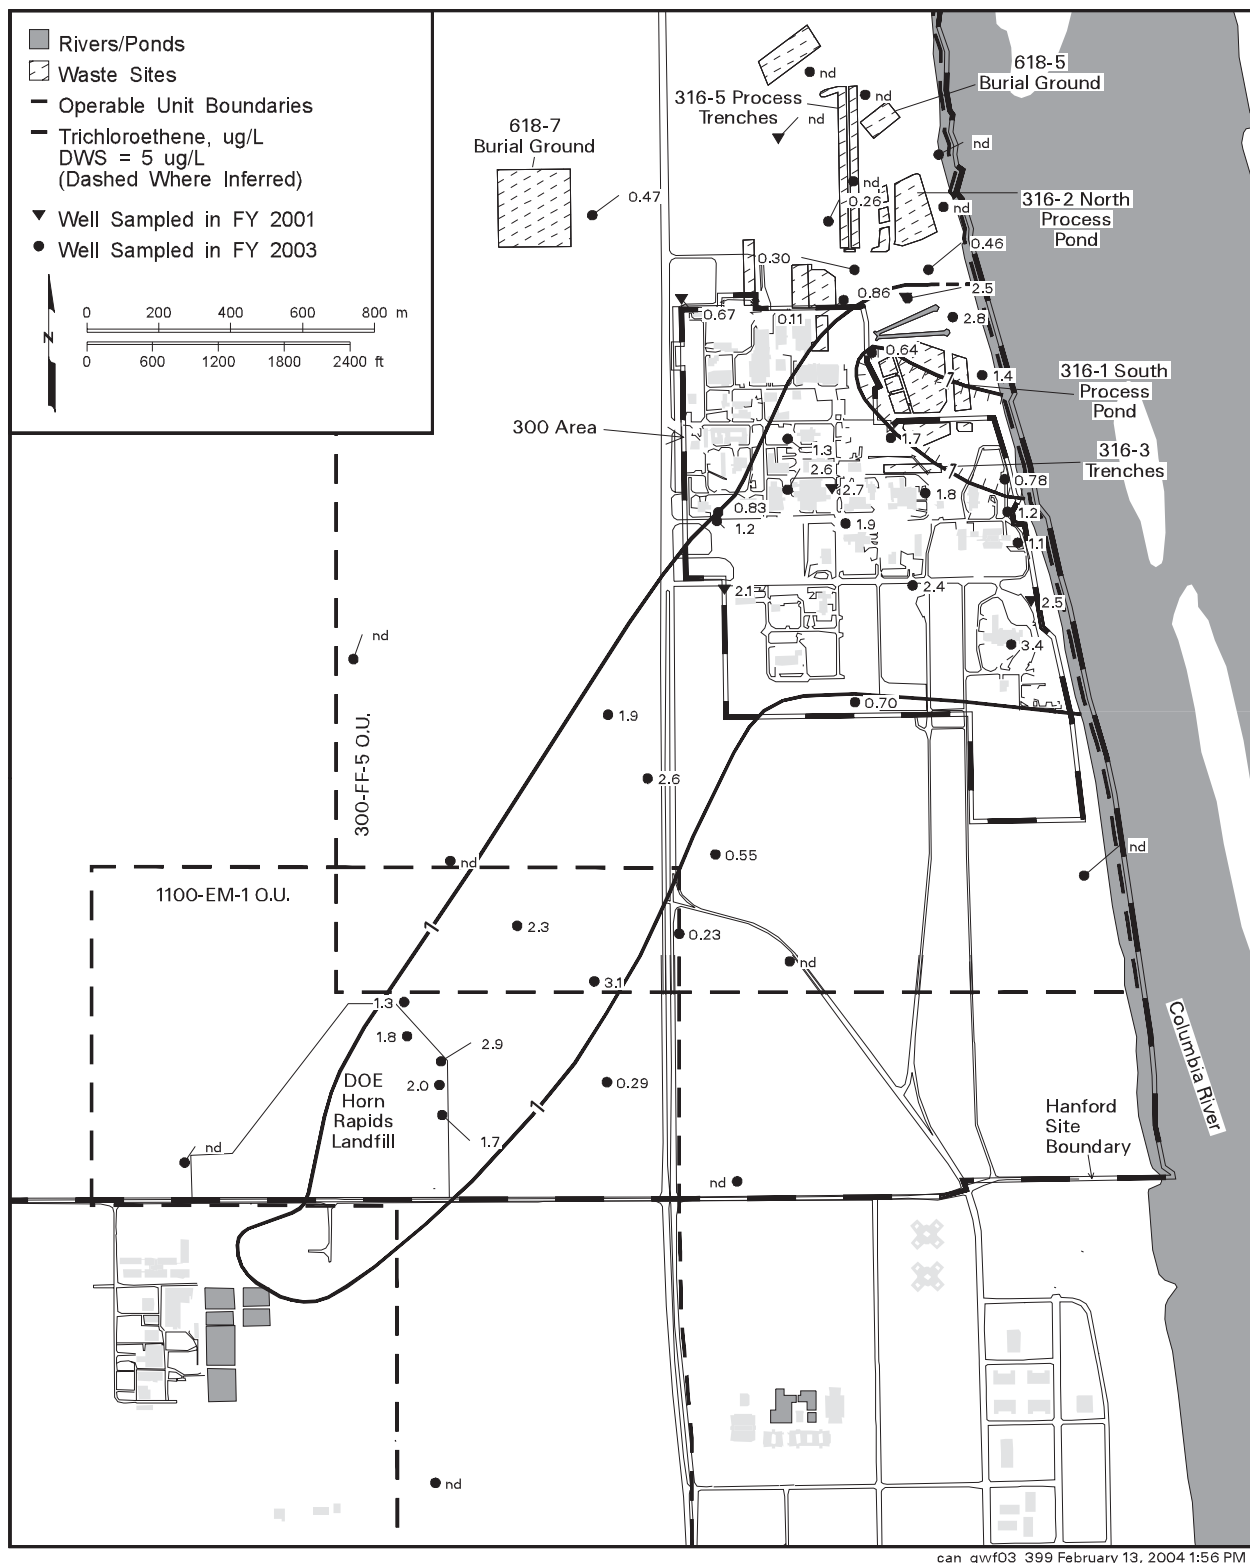 Rivers/Ponds
Waste Sites
Operable Unit Boundaries
Trichloroethene, ug/L
DWS = 5 ug/L
(Dashed Where Inferred)
Well Sampled in FY 2001
Well Sampled in FY 2003
N
0 200 400 600 800 m
0 600 1200 1800 2400 ft
618-5
Burial Ground
nd
316-5 Process
Trenches
nd
nd
618-7
Burial Ground
nd
nd
0.47
0.26
316-2 North
Process
Pond
nd
0.30
0.46
0.86
2.5
0.67
0.11
2.8
0.64
1.4
316-1 South
Process
Pond
300 Area
1.3
1.7
316-3
Trenches
2.6
2.7
1.8
0.78
0.83
1.2
1.9
1.2
1.1
2.1
2.4
2.5
nd
3.4
0.70
1.9
300-FF-5 O.U.
2.6
0.55
nd
nd
1100-EM-1 O.U.
1
2.3
0.23
nd
3.1
1.3
1.8
2.9
Columbia River
DOE
Horn
Rapids
Landfill
2.0
0.29
1
1.7
Hanford
Site
Boundary
nd
nd
nd
can_gwf03_399 February 13, 2004 1:56 PM